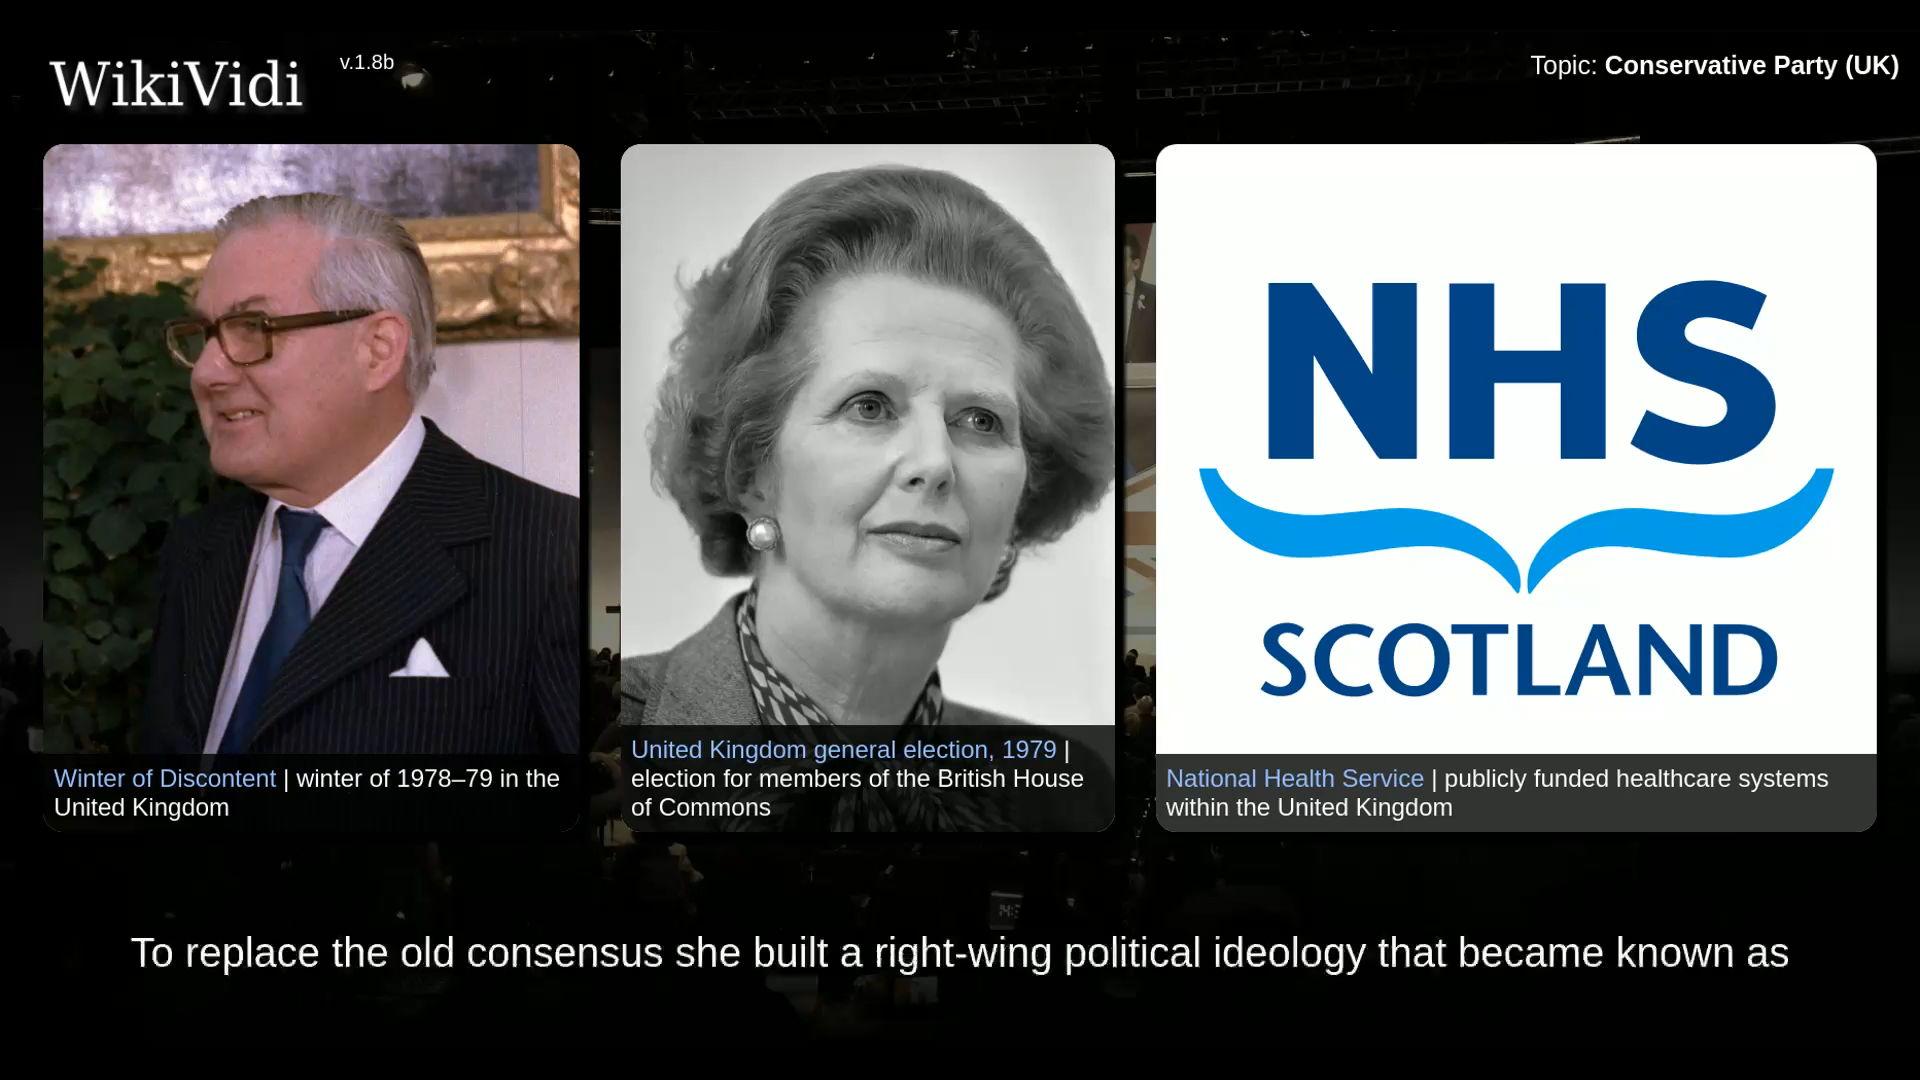 WikiVidi
v.1.8b
Topic: Conservative Party (UK)
NHS
SCOTLAND
Winter of Discontent | winter of 1978–79 in the
United Kingdom
United Kingdom general election, 1979 |
election for members of the British House
of Commons
National Health Service | publicly funded healthcare systems
within the United Kingdom
To replace the old consensus she built a right-wing political ideology that became known as